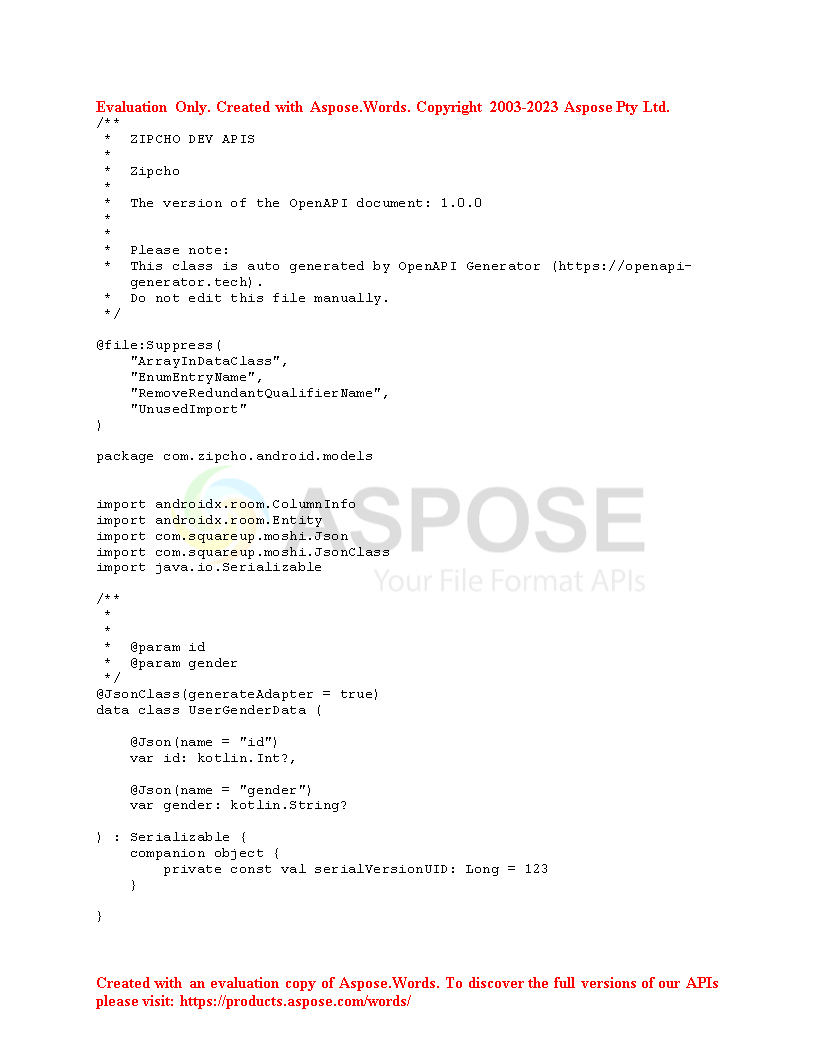 Evaluation Only. Created with Aspose.Words. Copyright 2003-2023 Aspose Pty Ltd.
/**
 *  ZIPCHO DEV APIS
 *
 *  Zipcho
 *
 *  The version of the OpenAPI document: 1.0.0
 *
 *
 *  Please note:
 *  This class is auto generated by OpenAPI Generator (https://openapi-
    generator.tech).
 *  Do not edit this file manually.
 */

@file:Suppress(
    "ArrayInDataClass",
    "EnumEntryName",
    "RemoveRedundantQualifierName",
    "UnusedImport"
)

package com.zipcho.android.models

import androidx.room.ColumnInfo
import androidx.room.Entity
import com.squareup.moshi.Json
import com.squareup.moshi.JsonClass
import java.io.Serializable
ASPOSE
Your File Format APIs

/**
 *
 *
 *  @param id
 *  @param gender
 */
@JsonClass(generateAdapter = true)
data class UserGenderData (

    @Json(name = "id")
    var id: kotlin.Int?,

    @Json(name = "gender")
    var gender: kotlin.String?

) : Serializable {
    companion object {
        private const val serialVersionUID: Long = 123
    }

}

Created with an evaluation copy of Aspose.Words. To discover the full versions of our APIs
please visit: https://products.aspose.com/words/